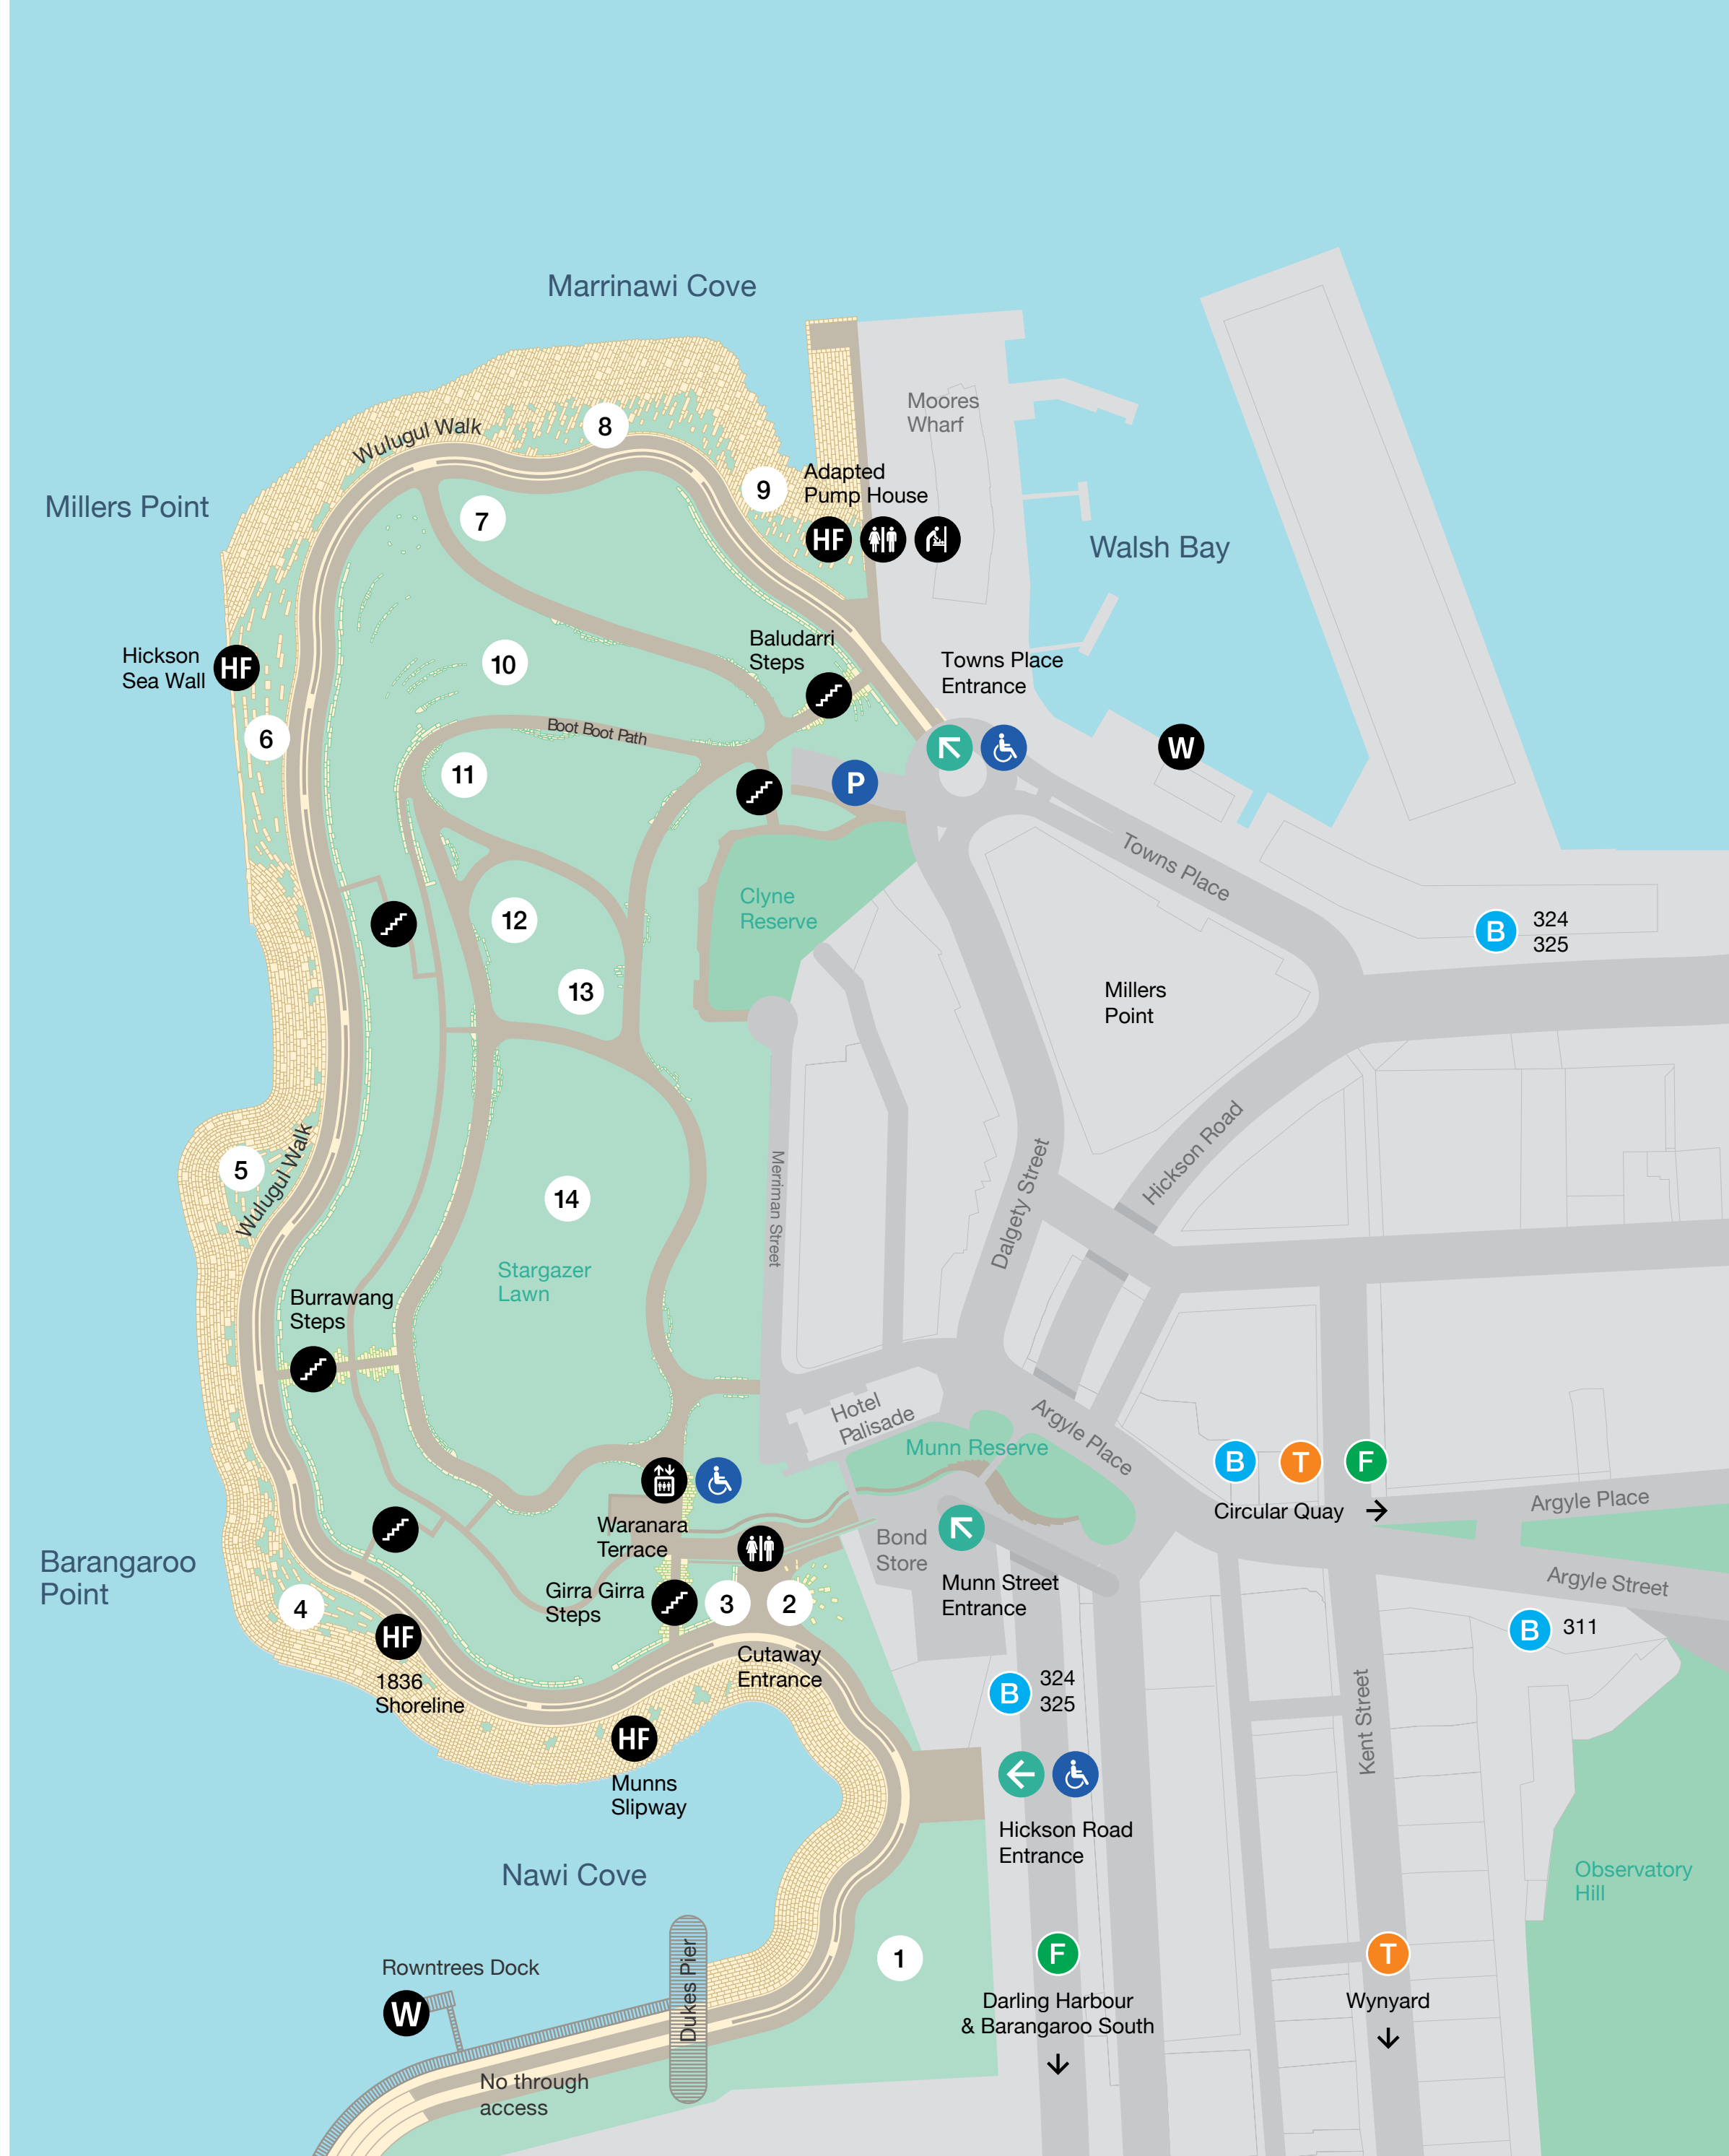 Marrinawi Cove
Moores
Wharf
Wulugul Walk
8
Adapted
Pump House
9
Millers Point
7
HF
Walsh Bay
Baludarri
Steps
Hickson
Sea Wall
HF
10
Towns Place
Entrance
6
Boot Boot Path
W
11
P
Towns Place
Clyne
Reserve
12
B
324
325
13
Millers
Point
Hickson Road
5
Wulugul Walk
Merriman Street
Dalgety Street
14
Stargazer
Lawn
Burrawang
Steps
Hotel
Palisade
Argyle Place
Munn Reserve
B
T
F
Circular Quay
Argyle Place
Waranara
Terrace
Bond
Store
Barangaroo
Point
Girra Girra
Steps
3
2
Munn Street
Entrance
Argyle Street
4
B
311
HF
Cutaway
Entrance
1836
Shoreline
B
324
325
Kent Street
HF
Munns
Slipway
Hickson Road
Entrance
Nawi Cove
Observatory
Hill
1
F
T
Rowntrees Dock
Dukes Pier
W
Darling Harbour
& Barangaroo South
Wynyard
No through
access